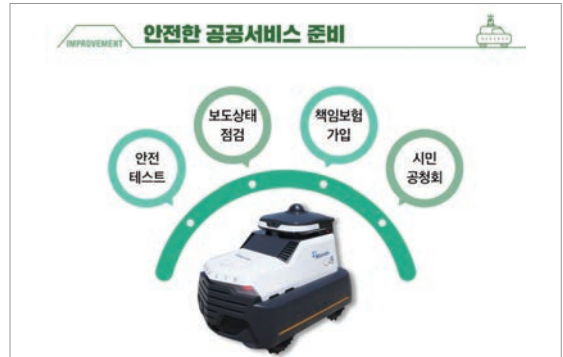 IMPROVEMENT
안전한 공공서비스 준비
안전
테스트
보도상태
점검
책임보험
가입
시민
공청회